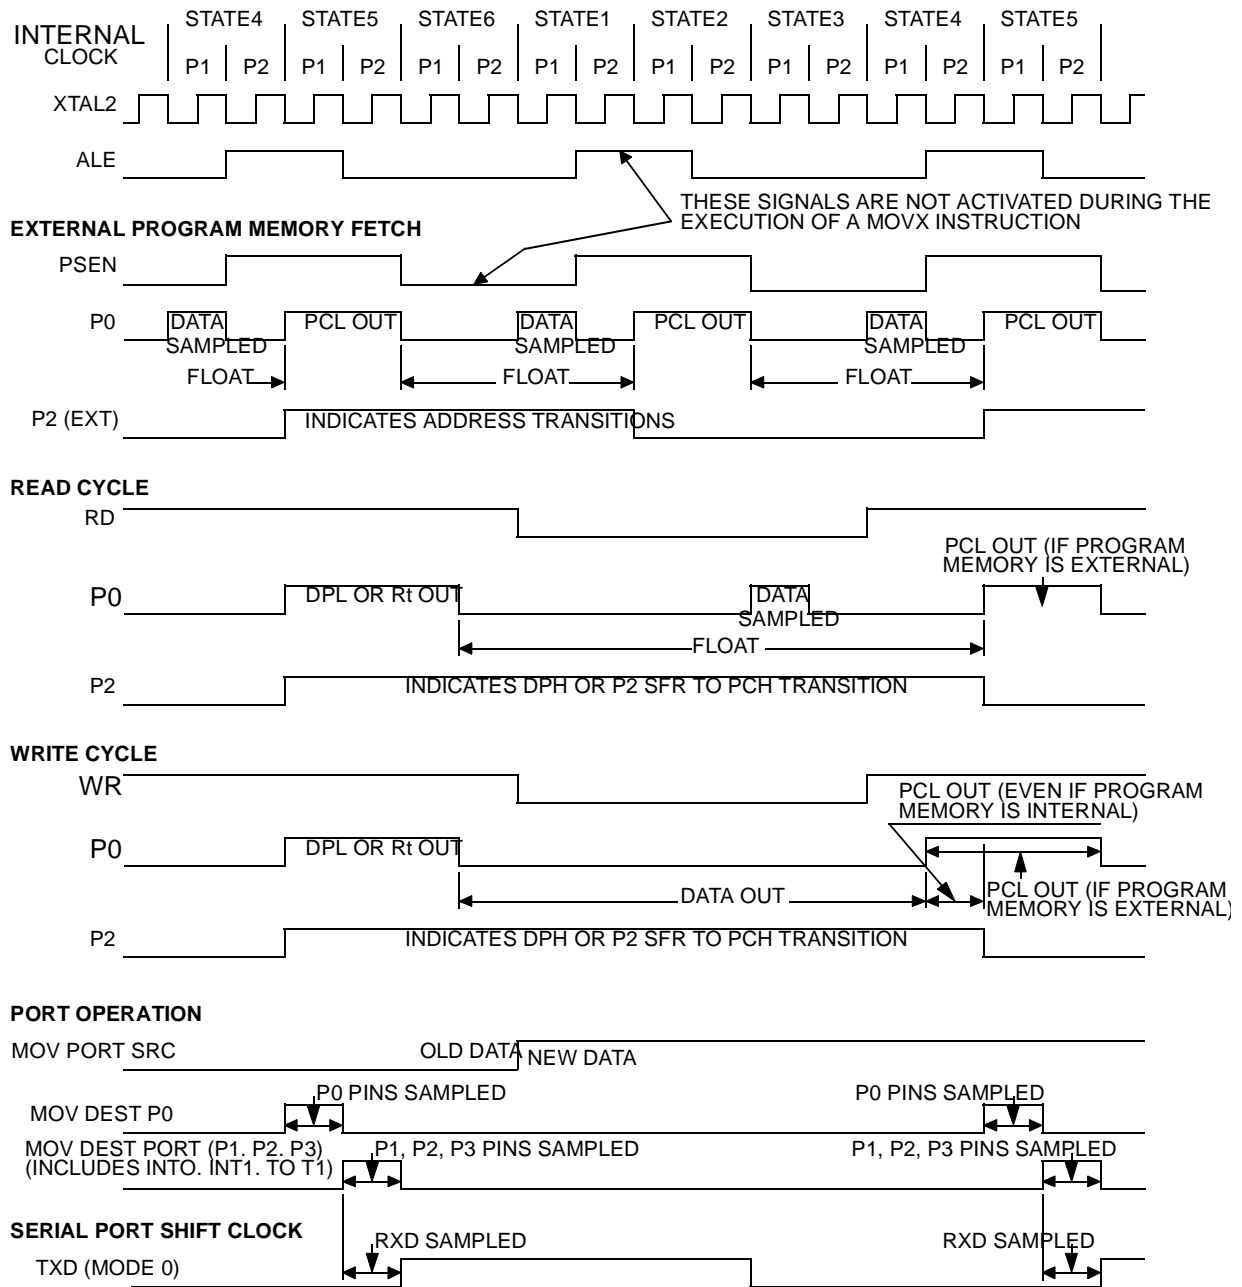 INTERNAL
CLOCK
STATE4 STATE5 STATE6 STATE1 STATE2 STATE3 STATE4 STATE5
P1 P2 P1 P2 P1 P2 P1 P2 P1 P2 P1 P2 P1 P2 P1 P2
XTAL2
ALE
THESE SIGNALS ARE NOT ACTIVATED DURING THE
EXECUTION OF A MOVX INSTRUCTION
EXTERNAL PROGRAM MEMORY FETCH
PSEN
P0 DATA PCL OUT DATA PCL OUT DATA PCL OUT
SAMPLED SAMPLED SAMPLED
FLOAT FLOAT FLOAT
P2 (EXT) INDICATES ADDRESS TRANSITIONS
READ CYCLE
RD
PCL OUT (IF PROGRAM
MEMORY IS EXTERNAL)
P0 DPL OR Rt OUT DATA
SAMPLED
FLOAT
P2 INDICATES DPH OR P2 SFR TO PCH TRANSITION
WRITE CYCLE
WR
PCL OUT (EVEN IF PROGRAM
MEMORY IS INTERNAL)
P0 DPL OR Rt OUT
DATA OUT
PCL OUT (IF PROGRAM
MEMORY IS EXTERNAL)
P2 INDICATES DPH OR P2 SFR TO PCH TRANSITION
PORT OPERATION
MOV PORT SRC OLD DATA NEW DATA
P0 PINS SAMPLED P0 PINS SAMPLED
MOV DEST P0
MOV DEST PORT (P1. P2. P3) P1, P2, P3 PINS SAMPLED P1, P2, P3 PINS SAMPLED
(INCLUDES INTO. INT1. TO T1)
SERIAL PORT SHIFT CLOCK
RXD SAMPLED RXD SAMPLED
TXD (MODE 0)